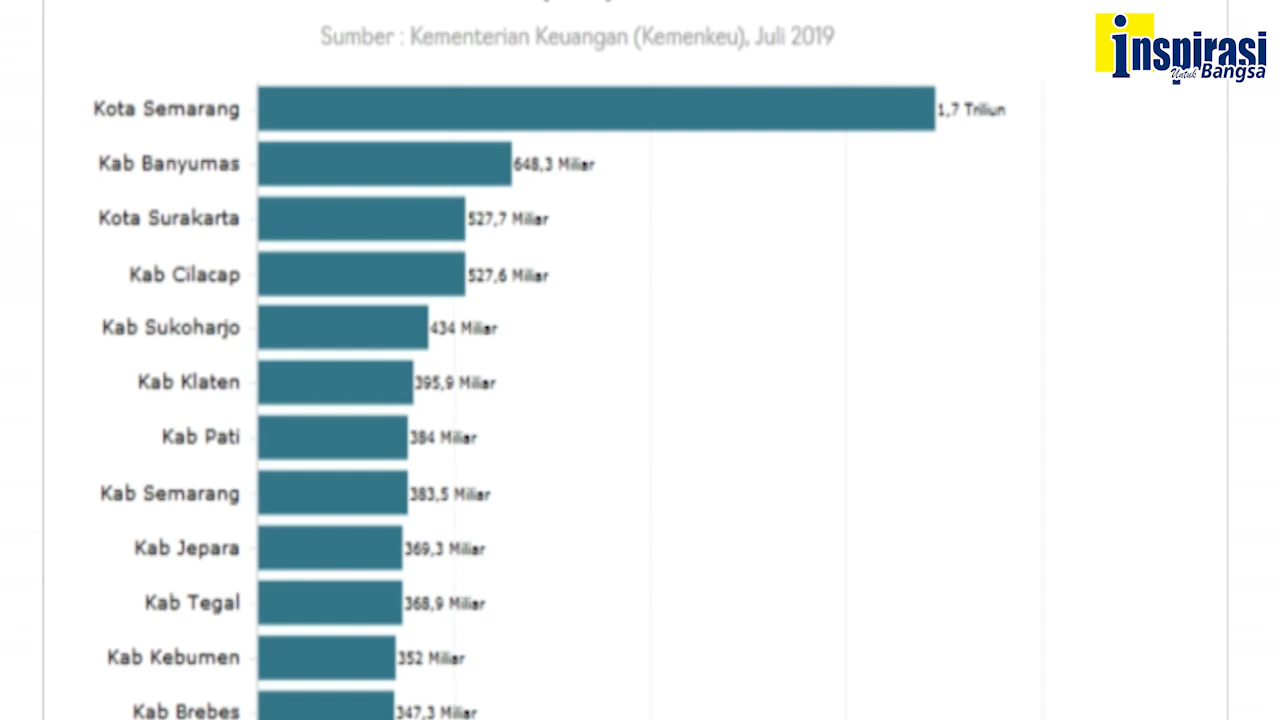 Sumber : Kementerian Keuangan (Kemenkeu), Juli 2019
inspirasi
Untuk Bangsa
Kota Semarang 1,7 Triliun
Kab Banyumas 648,3 Miliar
Kota Surakarta 527,7 Miliar
Kab Cilacap 527,6 Miliar
Kab Sukoharjo 434 Miliar
Kab Klaten 395,9 Miliar
Kab Pati 384 Miliar
Kab Semarang 383,5 Miliar
Kab Jepara 369,3 Miliar
Kab Tegal 368,9 Miliar
Kab Kebumen 352 Miliar
Kab Brebes 347,3 Miliar